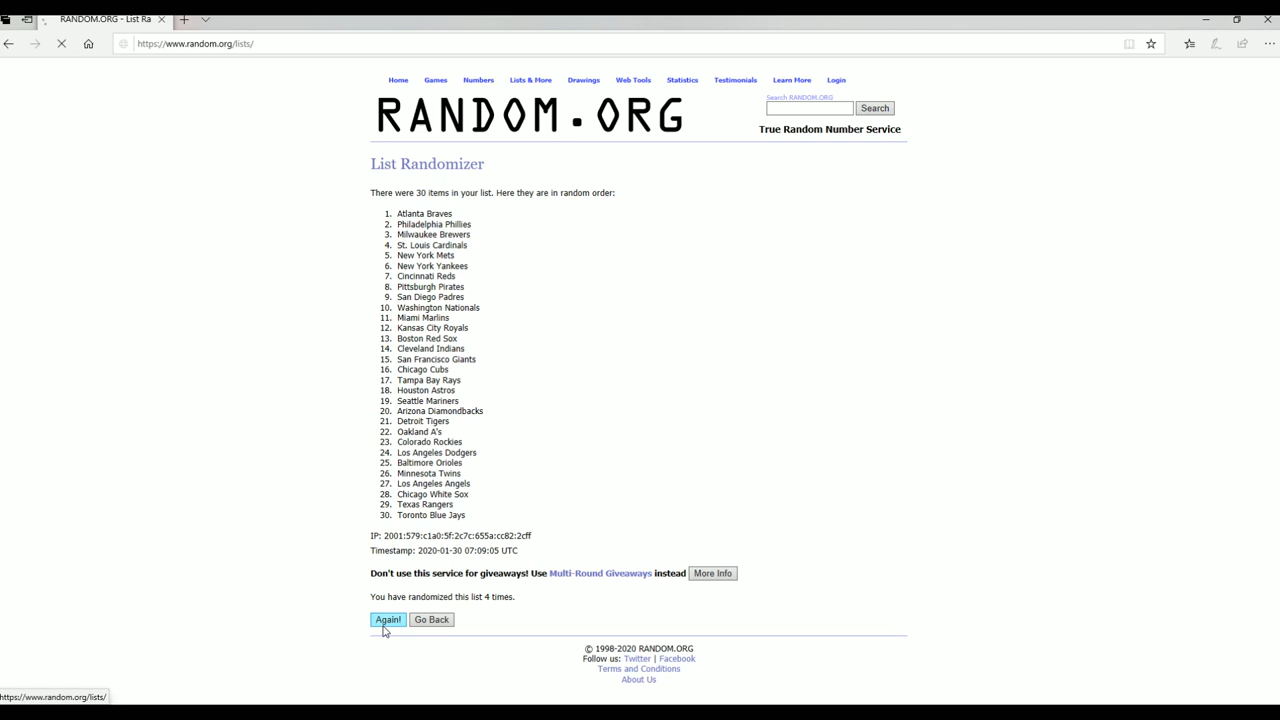 RANDOM.ORG - List Ra
https://www.random.org/lists/
Home Games Numbers Lists & More Drawings Web Tools Statistics Testimonials Learn More Login
RANDOM.ORG
Search RANDOM.ORG
Search
True Random Number Service
List Randomizer
There were 30 items in your list. Here they are in random order:
1. Atlanta Braves
2. Philadelphia Phillies
3. Milwaukee Brewers
4. St. Louis Cardinals
5. New York Mets
6. New York Yankees
7. Cincinnati Reds
8. Pittsburgh Pirates
9. San Diego Padres
10. Washington Nationals
11. Miami Marlins
12. Kansas City Royals
13. Boston Red Sox
14. Cleveland Indians
15. San Francisco Giants
16. Chicago Cubs
17. Tampa Bay Rays
18. Houston Astros
19. Seattle Mariners
20. Arizona Diamondbacks
21. Detroit Tigers
22. Oakland A's
23. Colorado Rockies
24. Los Angeles Dodgers
25. Baltimore Orioles
26. Minnesota Twins
27. Los Angeles Angels
28. Chicago White Sox
29. Texas Rangers
30. Toronto Blue Jays
IP: 2001:579:c1a0:5f:2c7c:655a:cc82:2cff
Timestamp: 2020-01-30 07:09:05 UTC
Don't use this service for giveaways! Use Multi-Round Giveaways instead More Info
You have randomized this list 4 times.
Again! Go Back
© 1998-2020 RANDOM.ORG
Follow us: Twitter | Facebook
Terms and Conditions
About Us
https://www.random.org/lists/